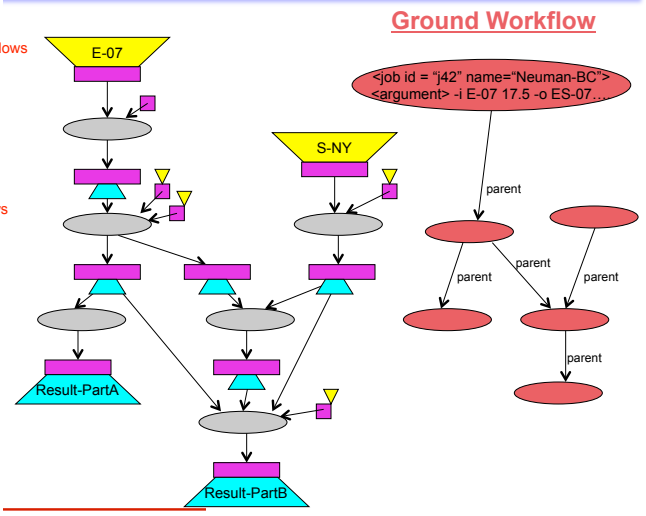 Ground Workflow
E-07
<job id = "j42" name="Neuman-BC">
<argument> -i E-07 17.5 -o ES-07…
S-NY
parent
parent
parent
parent
parent
Result-PartA
Result-PartB